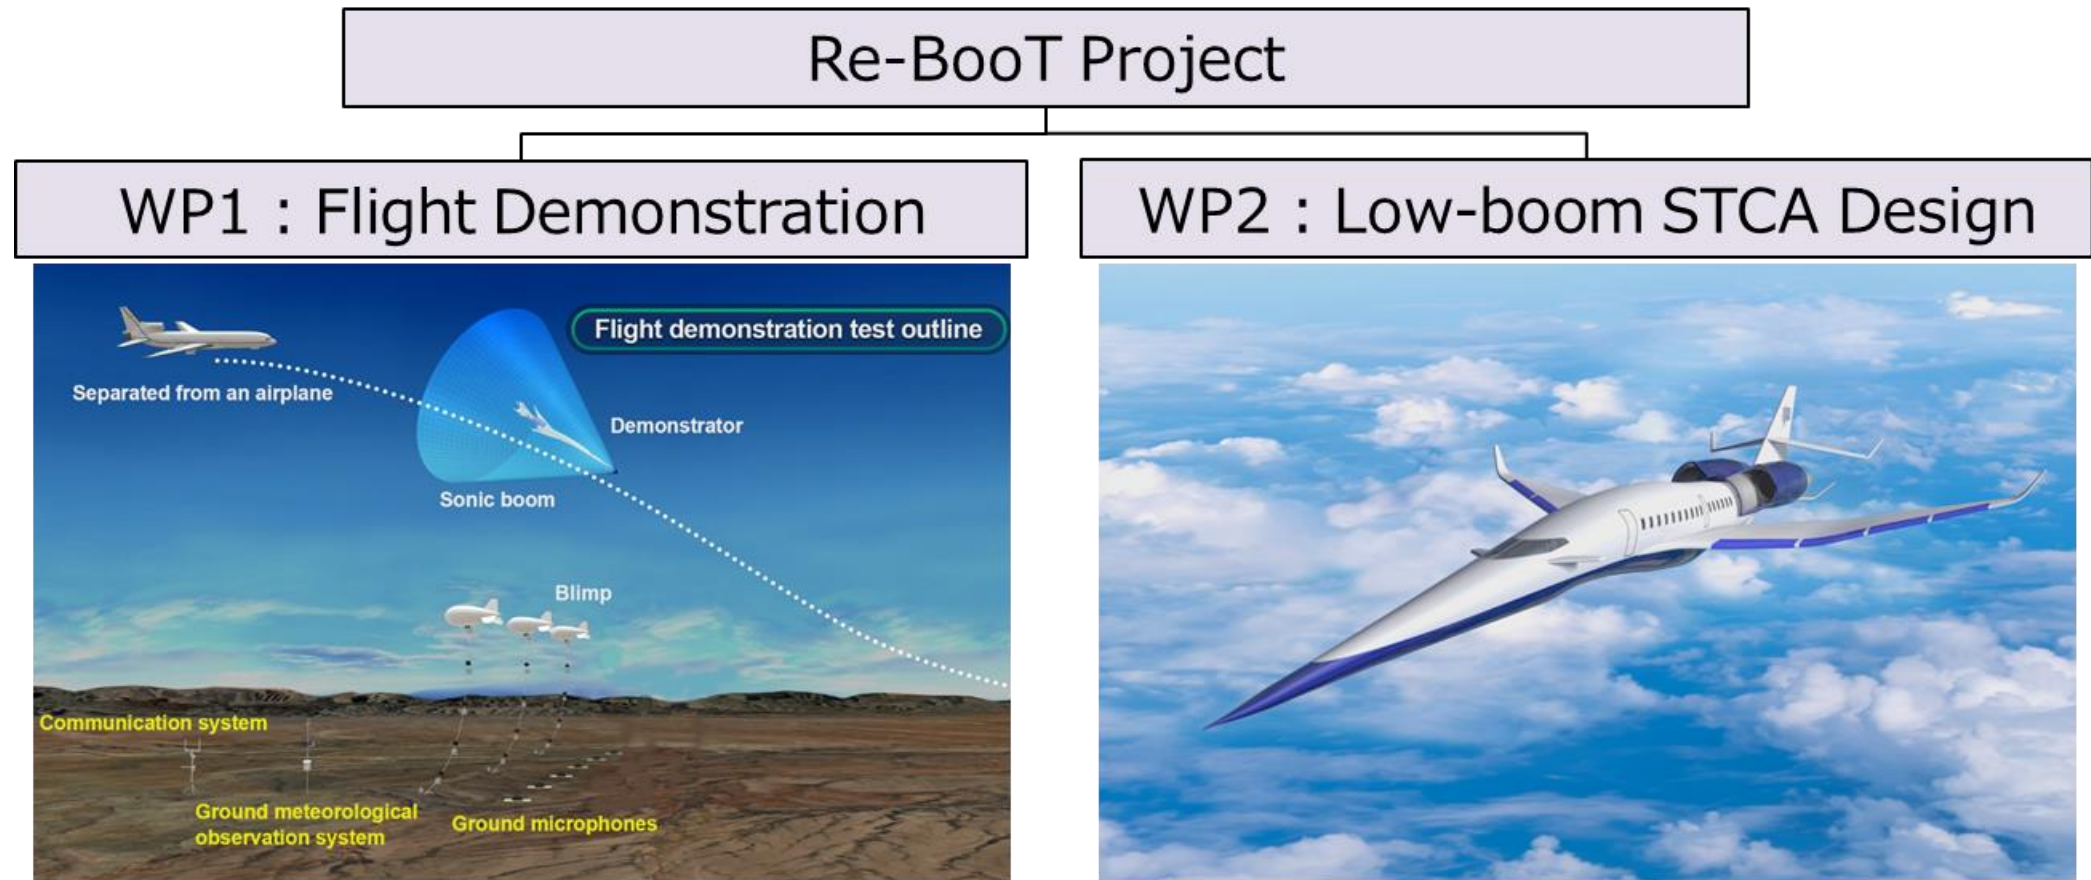 Re-BooT Project
WP1 : Flight Demonstration
WP2 : Low-boom STCA Design
Flight demonstration test outline
Separated from an airplane
Demonstrator
Sonic boom
Blimp
Communication system
Ground meteorological
observation system
Ground microphones